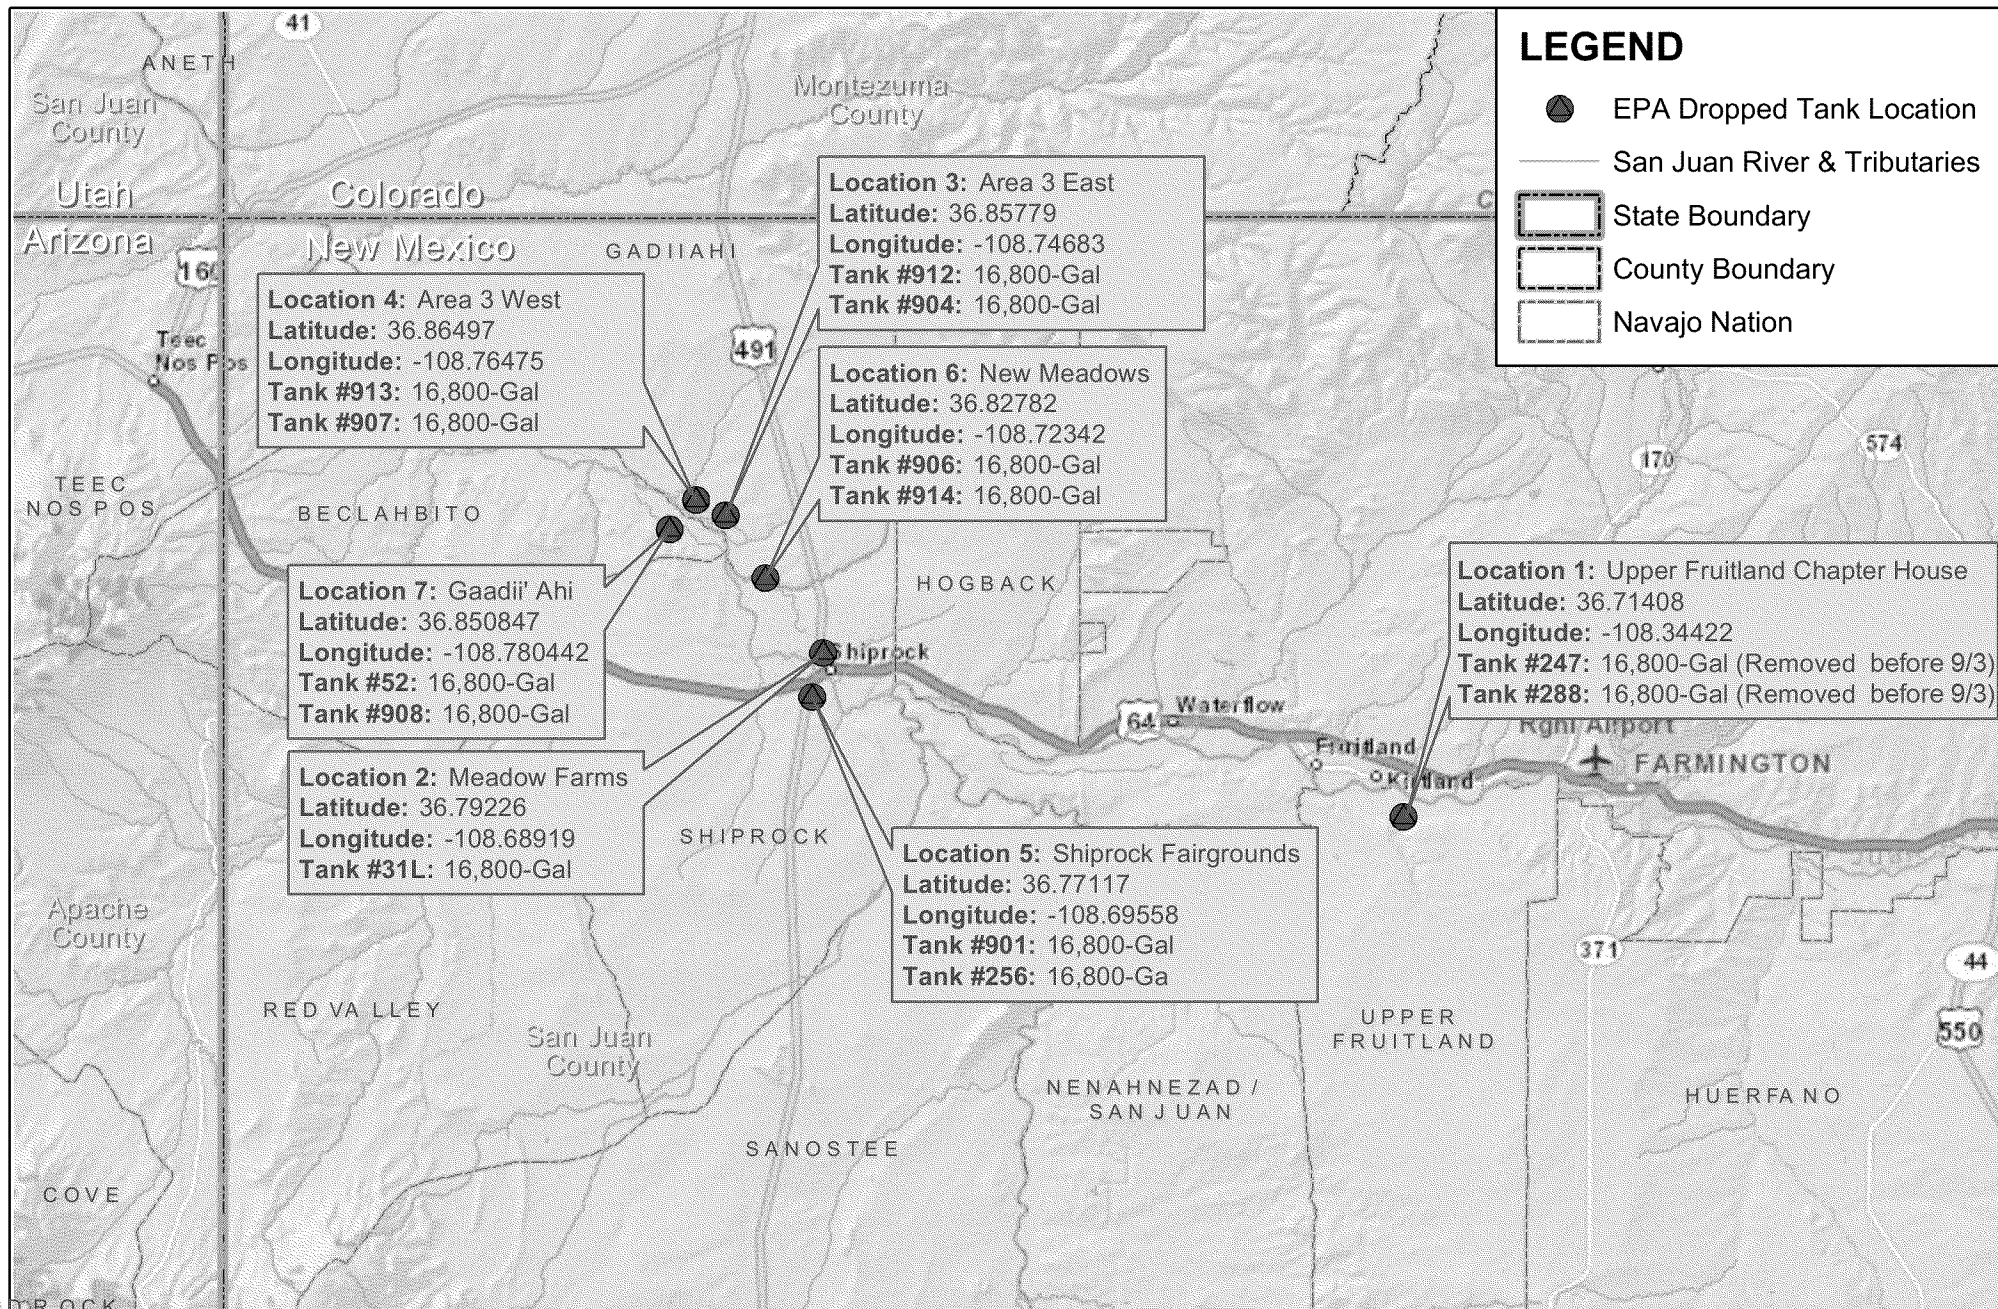 LEGEND
EPA Dropped Tank Location
San Juan River & Tributaries
State Boundary
County Boundary
Navajo Nation
41
ANETH
San Juan
County
Montezuma
County
Utah
Colorado
Arizona
New Mexico
GADIIAHI
160
491
Location 3: Area 3 East
Latitude: 36.85779
Longitude: -108.74683
Tank #912: 16,800-Gal
Tank #904: 16,800-Gal
Location 4: Area 3 West
Latitude: 36.86497
Longitude: -108.76475
Tank #913: 16,800-Gal
Tank #907: 16,800-Gal
Teec
Nos Pos
Location 6: New Meadows
Latitude: 36.82782
Longitude: -108.72342
Tank #906: 16,800-Gal
Tank #914: 16,800-Gal
170
574
TEEC
NOS POS
BECLAHBITO
HOGBACK
Location 7: Gaadii' Ahi
Latitude: 36.850847
Longitude: -108.780442
Tank #52: 16,800-Gal
Tank #908: 16,800-Gal
Location 1: Upper Fruitland Chapter House
Latitude: 36.71408
Longitude: -108.34422
Tank #247: 16,800-Gal (Removed before 9/3)
Tank #288: 16,800-Gal (Removed before 9/3)
Shiprock
64
Waterflow
Fruitland
Kirtland
Rgnl Airport
FARMINGTON
Location 2: Meadow Farms
Latitude: 36.79226
Longitude: -108.68919
Tank #31L: 16,800-Gal
SHIPROCK
Location 5: Shiprock Fairgrounds
Latitude: 36.77117
Longitude: -108.69558
Tank #901: 16,800-Gal
Tank #256: 16,800-Ga
Apache
County
371
44
550
RED VALLEY
San Juan
County
UPPER
FRUITLAND
NENAHNEZAD /
SAN JUAN
HUERFANO
SANOSTEE
COVE
ROCK